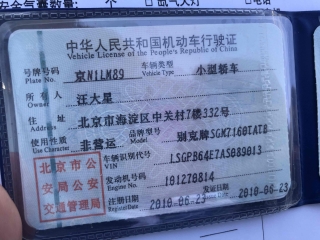 中华人民共和国机动车行驶证
Vehicle License of the People's Republic of China
号牌号码 京N1LM89 车辆类型 小型轿车
Plate No. Vehicle Type
所有人 汪大星
Owner
住址 北京市海淀区中关村7楼332号
Address
使用性质 非营运 品牌型号 别克牌SGM7160TATB
Use Character Model
北京市公 车辆识别代号 LSGPB64E7AS089013
VIN
安局公安 发动机号码 101270814
Engine No.
交通管理局 注册日期 2010-06-23 发证日期 2010-06-23
Register Date Issue Date